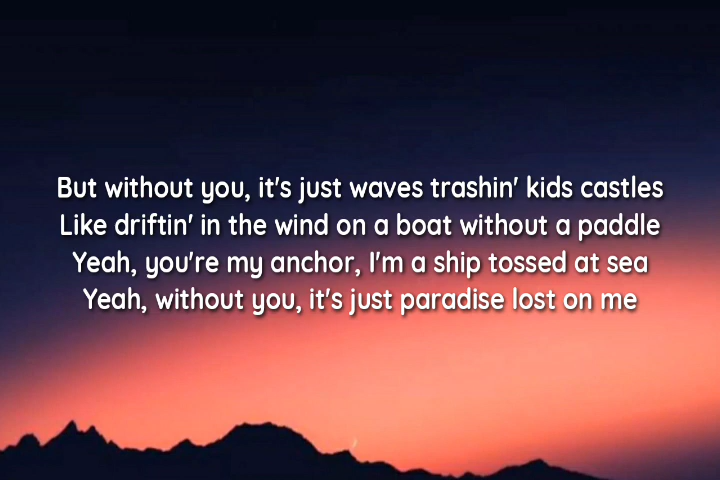 But without you, it's just waves trashin' kids castles
Like driftin' in the wind on a boat without a paddle
Yeah, you're my anchor, I'm a ship tossed at sea
Yeah, without you, it's just paradise lost on me